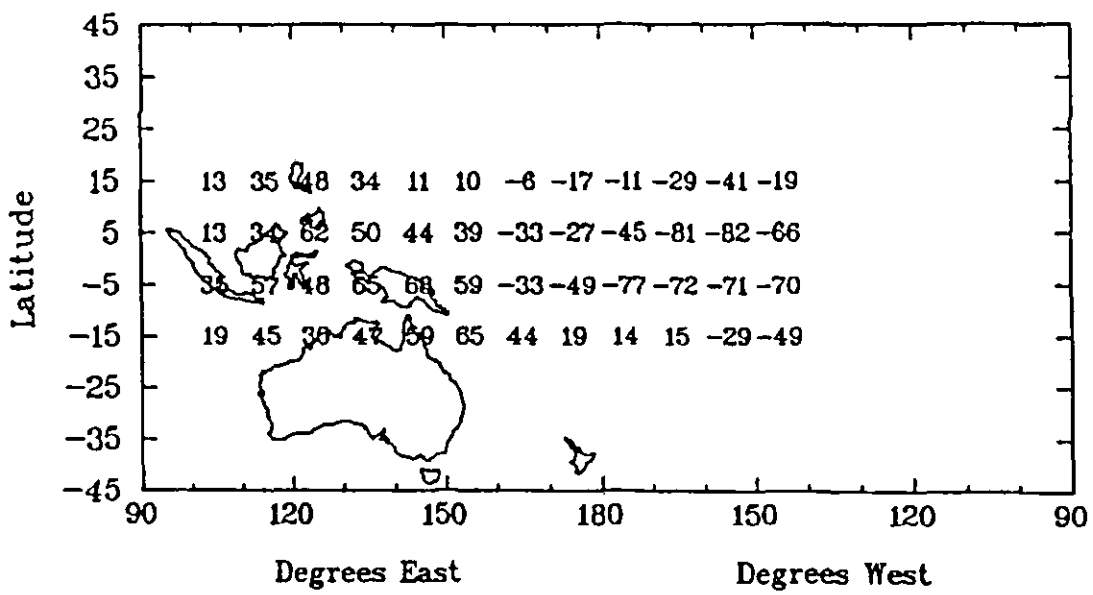 45
35
25
15 13 35 48 34 11 10 -6 -17 -11 -29 -41 -19
5 13 34 62 50 44 39 -33 -27 -45 -81 -82 -66
-5 35 57 48 65 68 59 -33 -49 -77 -72 -71 -70
-15 19 45 36 47 59 65 44 19 14 15 -29 -49
-25
-35
-45
90 120 150 180 150 120 90
Latitude
Degrees East Degrees West